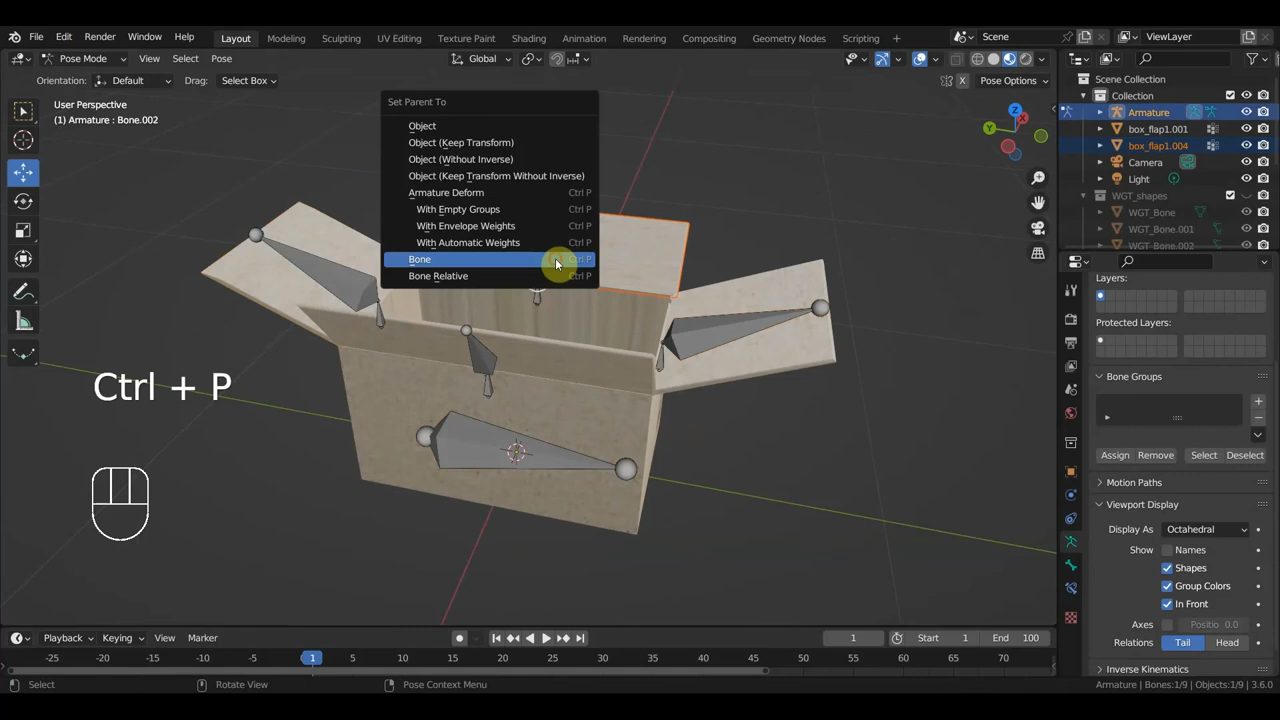 File Edit Render Window Help Layout Modeling Sculpting UV Editing Texture Paint Shading Animation Rendering Compositing Geometry Nodes Scripting + Scene ViewLayer
Pose Mode View Select Pose Global Pose Options
Orientation: Default Drag: Select Box X Pose Options
User Perspective
(1) Armature : Bone.002
Set Parent To
Object
Object (Keep Transform)
Object (Without Inverse)
Object (Keep Transform Without Inverse)
Armature Deform Ctrl P
With Empty Groups Ctrl P
With Envelope Weights Ctrl P
With Automatic Weights Ctrl P
Bone Ctrl P
Bone Relative Ctrl P
X
Y
Z
Ctrl + P
Scene Collection
Collection
Armature
box_flap1.001
box_flap1.004
Camera
Light
WGT_shapes
WGT_Bone
WGT_Bone.001
WGT_Bone.002
Layers:
Protected Layers:
Bone Groups
Assign Remove Select Deselect
Motion Paths
Viewport Display
Display As Octahedral
Show Names
Shapes
Group Colors
In Front
Axes Positio 0.0
Relations Tail Head
Inverse Kinematics
Playback Keying View Marker 1 Start 1 End 100
-25 -20 -15 -10 -5 1 5 10 15 20 25 30 35 40 45 50 55 60 65 70
Select Rotate View Pose Context Menu Armature | Bones:1/9 | Objects:1/9 | 3.6.0